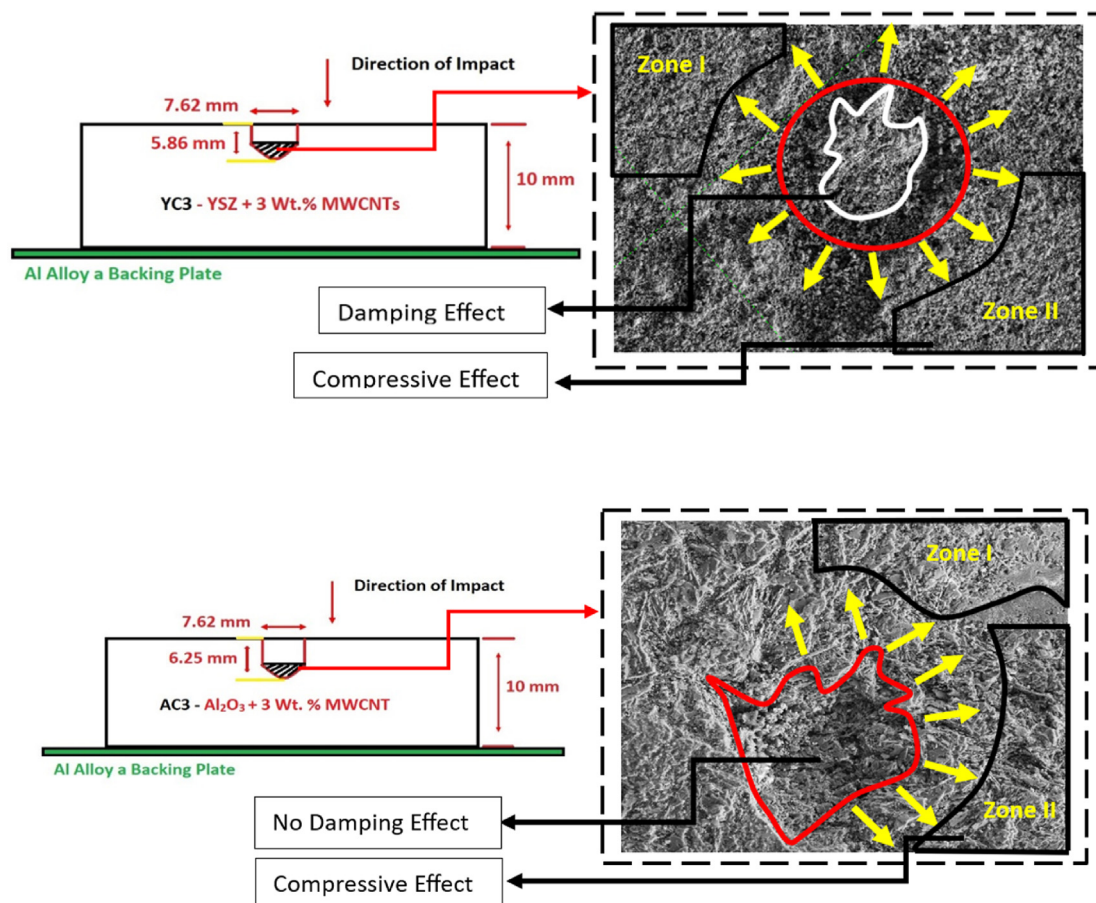 Direction of Impact
7.62 mm
5.86 mm
10 mm
YC3 - YSZ + 3 Wt.% MWCNTs
Al Alloy a Backing Plate
Zone I
Zone II
Damping Effect
Compressive Effect
Direction of Impact
7.62 mm
6.25 mm
10 mm
AC3 - Al₂O₃ + 3 Wt. % MWCNT
Al Alloy a Backing Plate
Zone I
Zone II
No Damping Effect
Compressive Effect